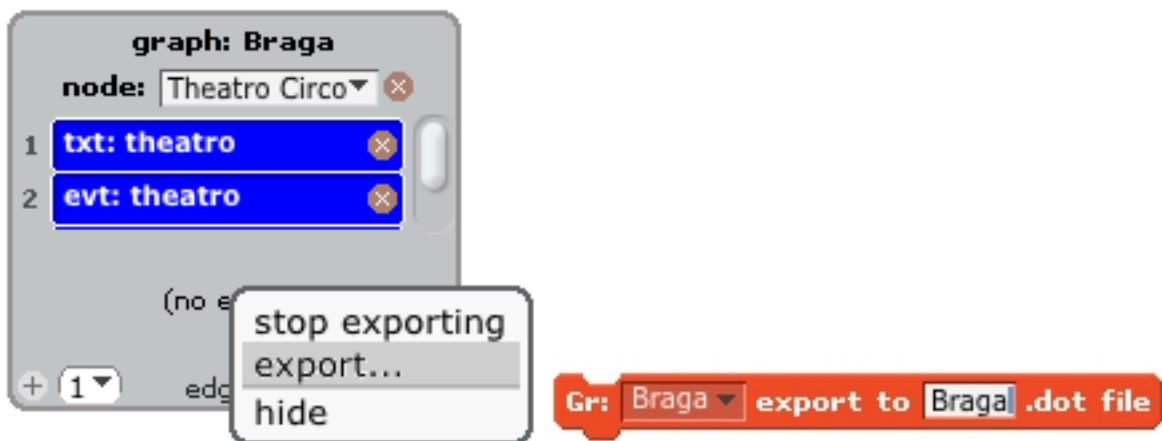 graph: Braga
node: Theatro Circo
1 txt: theatro
2 evt: theatro
(no e
stop exporting
export...
1 edg
hide
Gr: Braga export to Braga .dot file